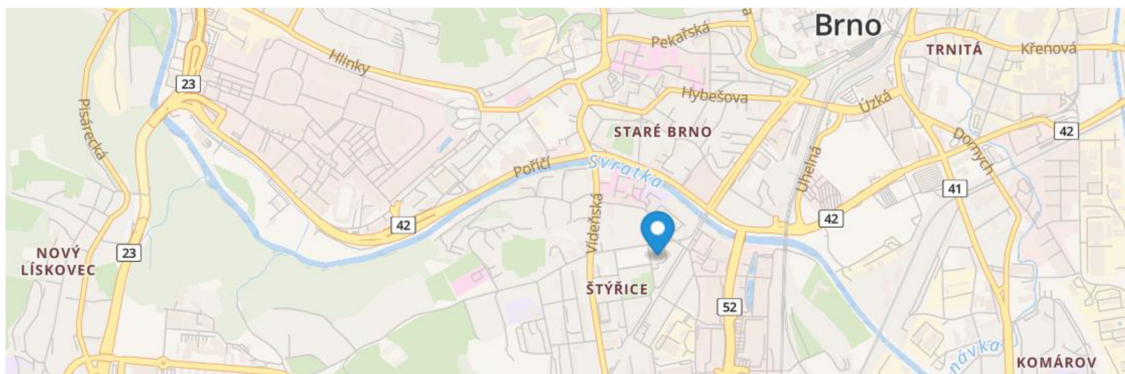 Brno
Pekařská
TRNITÁ
Křenová
Hlinky
23
Hybešova
Úzká
Písárecká
STARÉ BRNO
42
Dornych
Poříčí
Svratka
Uhelná
41
Vídeňská
42
42
NOVÝ
LÍSKOVEC
23
ŠTÝŘICE
52
návka
KOMÁROV